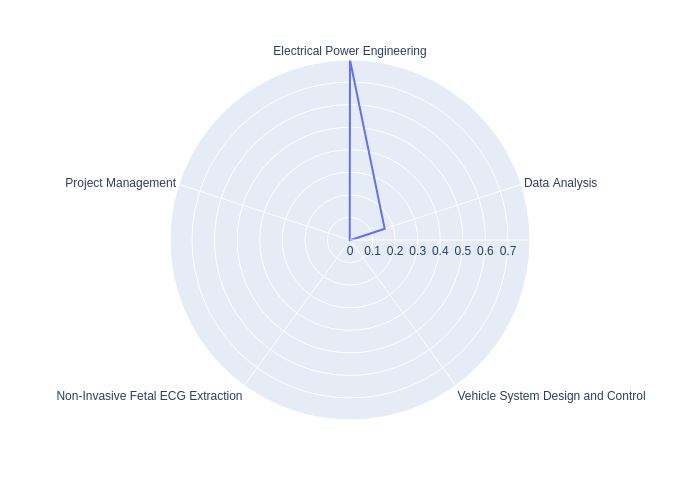 Electrical Power Engineering
Project Management
Data Analysis
0 0.1 0.2 0.3 0.4 0.5 0.6 0.7
Non-Invasive Fetal ECG Extraction
Vehicle System Design and Control